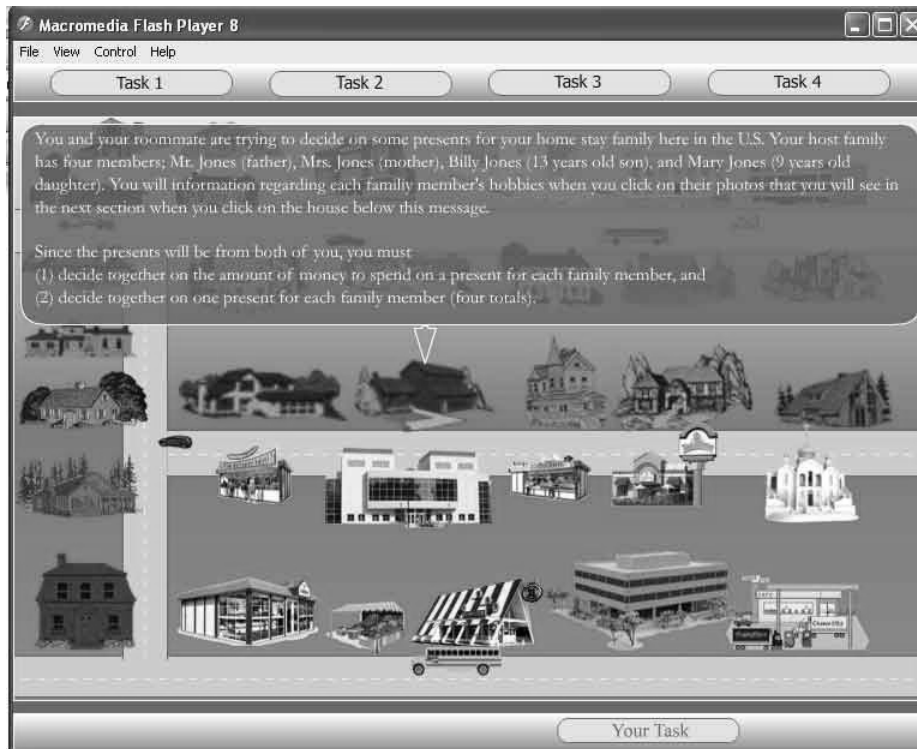 Macromedia Flash Player 8
File View Control Help
Task 1 Task 2 Task 3 Task 4
You and your roommate are trying to decide on some presents for your home stay family here in the U.S. Your host family
has four members; Mr. Jones (father), Mrs. Jones (mother), Billy Jones (13 years old son), and Mary Jones (9 years old
daughter). You will information regarding each familiy member's hobbies when you click on their photos that you will see in
the next section when you click on the house below this message.
Since the presents will be from both of you, you must
(1) decide together on the amount of money to spend on a present for each family member, and
(2) decide together on one present for each family member (four totals).
Your Task